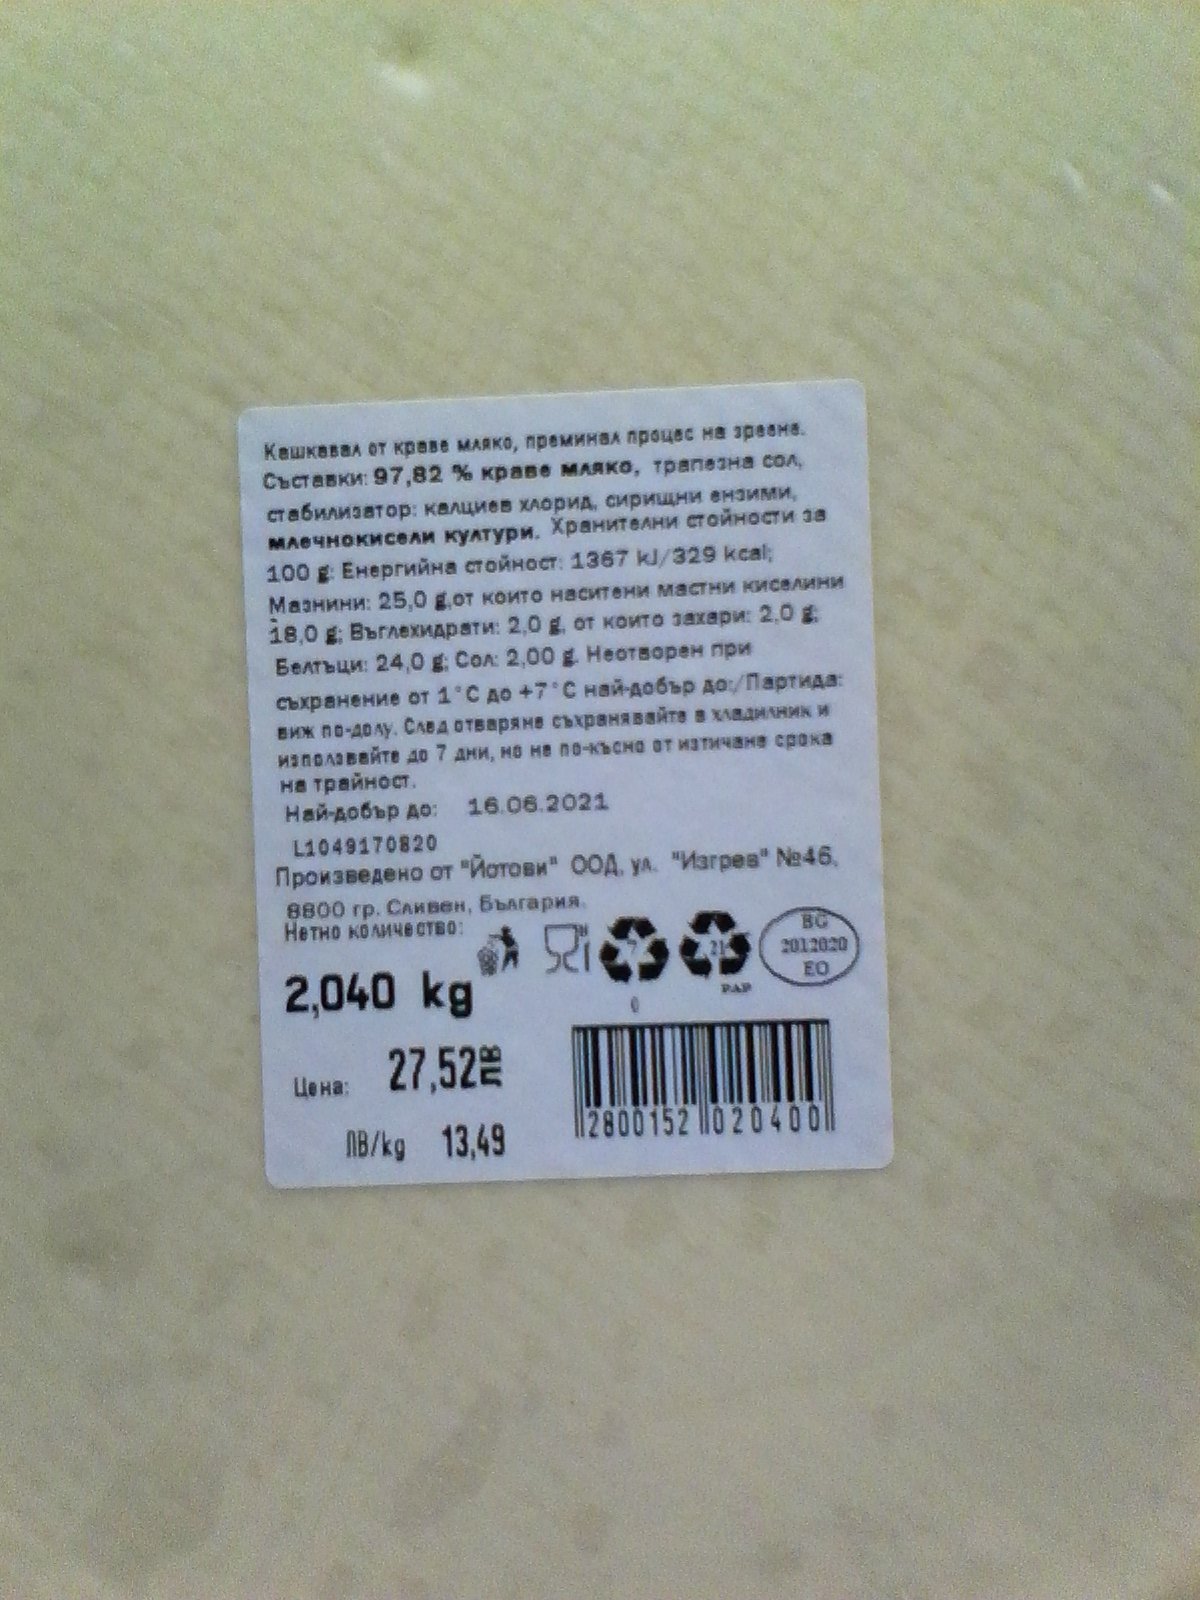 Кашкавал от краве мляко, преминал процес на зреене.
Съставки: 97,82 % краве мляко, трапезна сол,
стабилизатор: калциев хлорид, сирищни ензими,
млечнокисели култури. Хранителни стойности за
100 g: Енергийна стойност: 1367 kJ/329 kcal;
Мазнини: 25,0 g,от които наситени мастни киселини
18,0 g; Въглехидрати: 2,0 g, от които захари: 2,0 g;
Белтъци: 24,0 g; Сол: 2,00 g. Неотворен при
съхранение от 1°C до +7°C най-добър до:/Партида:
виж по-долу. След отваряне съхранявайте в хладилник и
използвайте до 7 дни, но не по-късно от изтичане срока
на трайност.
Най-добър до: 16.06.2021
L1049170820
Произведено от "Йотови" ООД, ул. "Изгрев" №46,
8800 гр. Сливен, България.
Нетно количество:
7
21
PAP
BG
2012020
EO
2,040 kg
0
Цена: 27,52 ЛВ
ЛВ/kg 13,49
2800152 020400